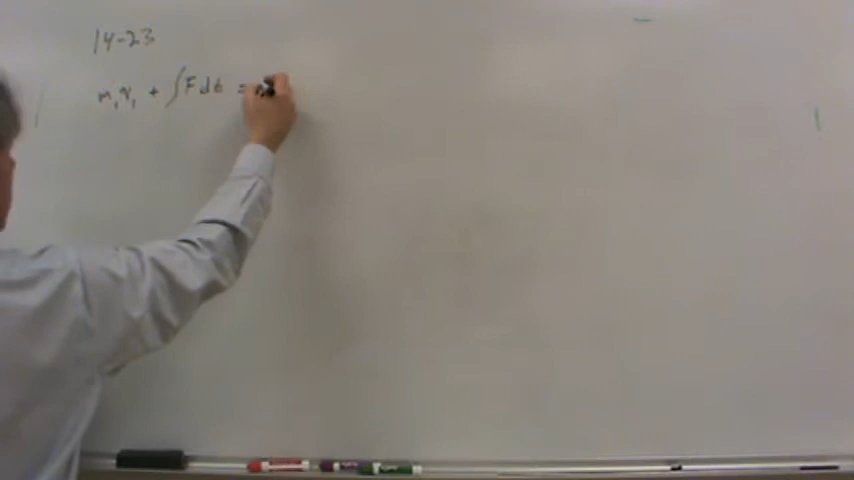 14-23
m₁v₁ + ∫F dt =